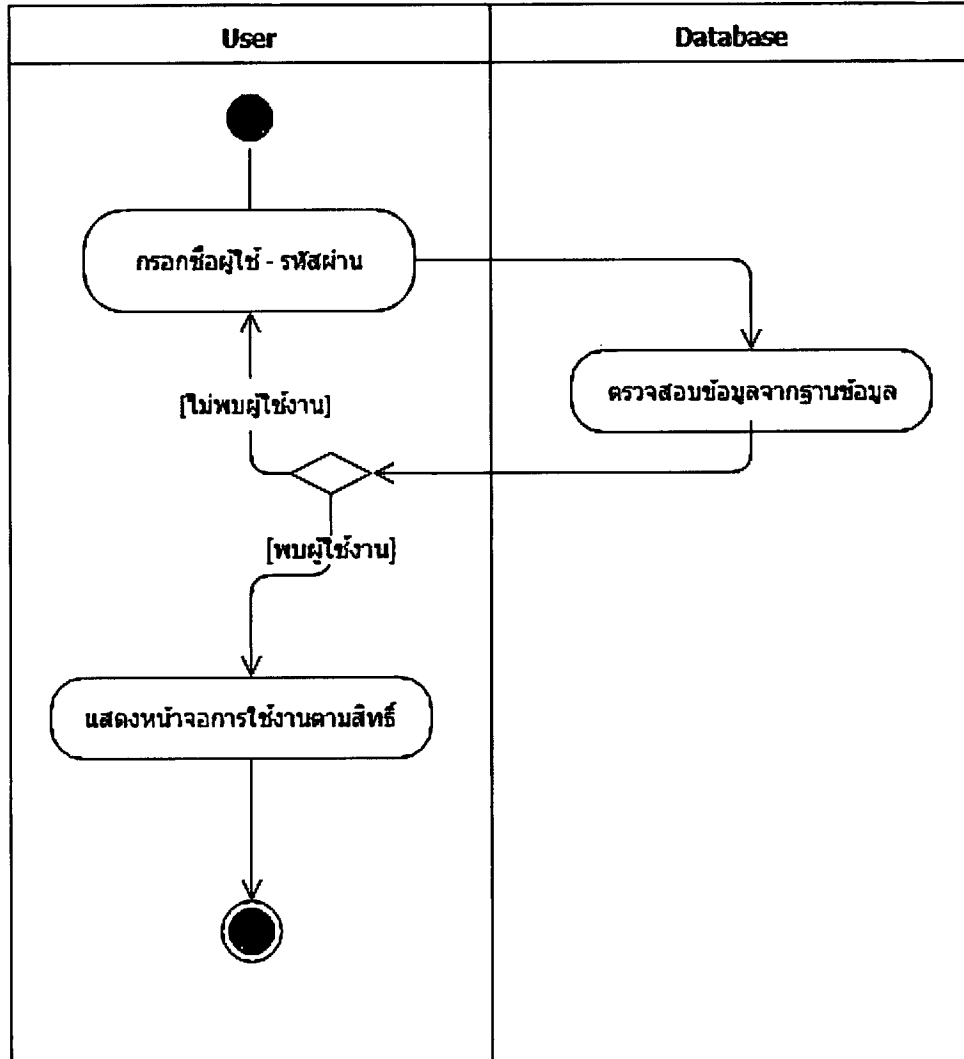 User
Database
กรอกชื่อผู้ใช้ - รหัสผ่าน
ตรวจสอบข้อมูลจากฐานข้อมูล
[ไม่พบผู้ใช้งาน]
[พบผู้ใช้งาน]
แสดงหน้าจอการใช้งานตามสิทธิ์